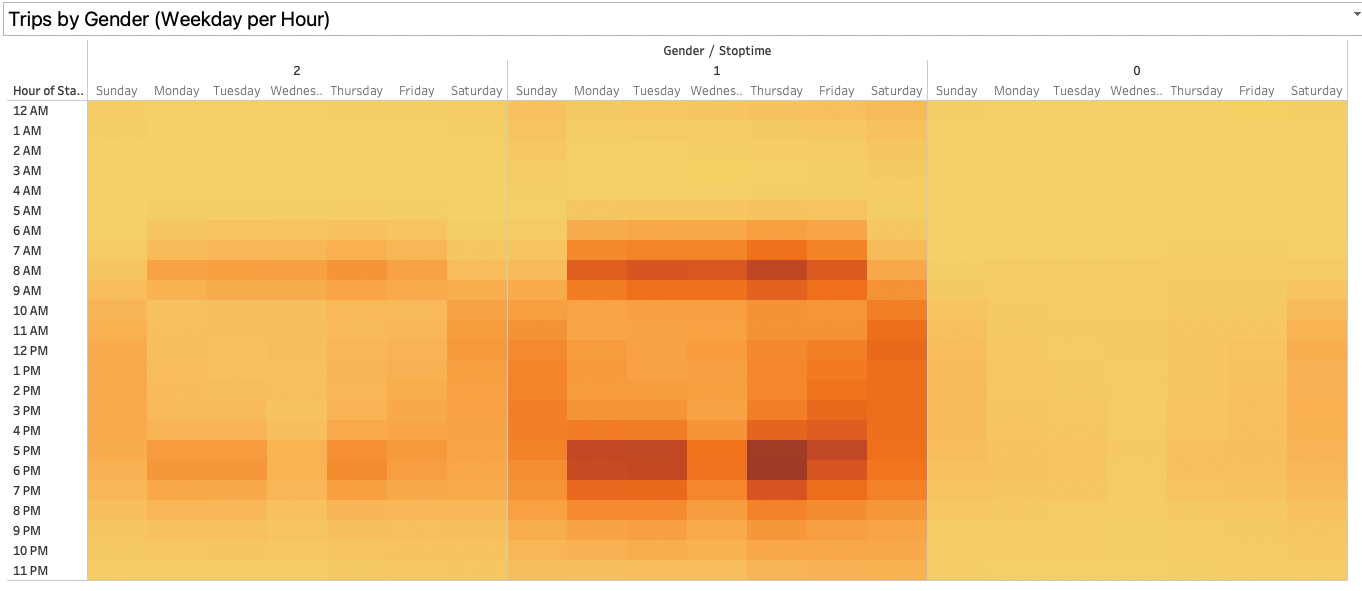 Trips by Gender (Weekday per Hour)
Gender / Stoptime
2 1 0
Hour of Sta.. Sunday Monday Tuesday Wednes.. Thursday Friday Saturday Sunday Monday Tuesday Wednes.. Thursday Friday Saturday Sunday Monday Tuesday Wednes.. Thursday Friday Saturday
12 AM
1 AM
2 AM
3 AM
4 AM
5 AM
6 AM
7 AM
8 AM
9 AM
10 AM
11 AM
12 PM
1 PM
2 PM
3 PM
4 PM
5 PM
6 PM
7 PM
8 PM
9 PM
10 PM
11 PM